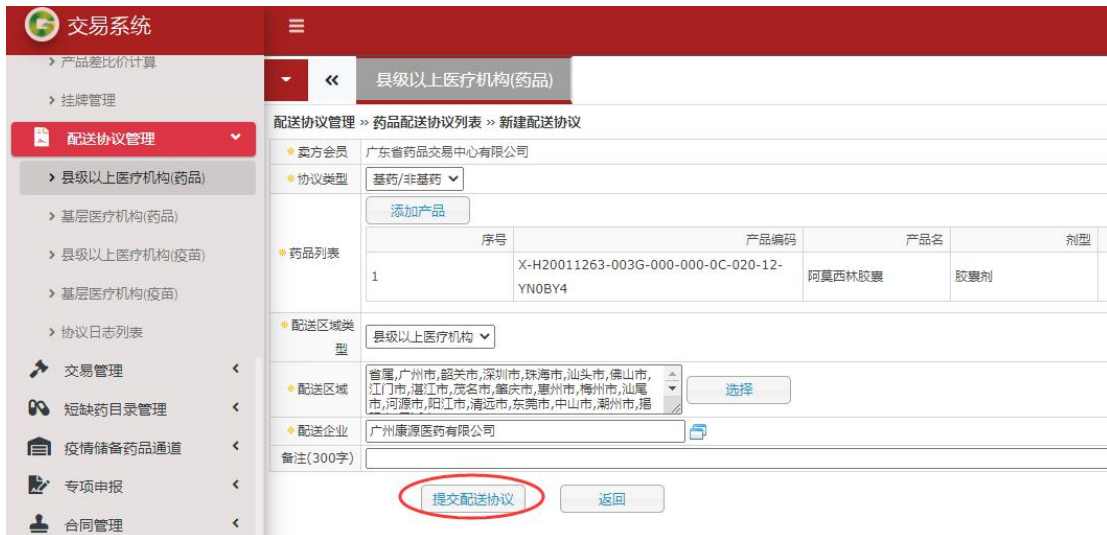 交易系统
产品差比价计算
挂牌管理
配送协议管理
县级以上医疗机构(药品)
基层医疗机构(药品)
县级以上医疗机构(疫苗)
基层医疗机构(疫苗)
协议日志列表
交易管理
短缺药目录管理
疫情储备药品通道
专项申报
合同管理
县级以上医疗机构(药品)
配送协议管理 » 药品配送协议列表 » 新建配送协议
卖方会员 广东省药品交易中心有限公司
协议类型 基药/非基药
药品列表
添加产品
序号 产品编码 产品名 剂型
1 X-H20011263-003G-000-000-0C-020-12-
YN0BY4 阿莫西林胶囊 胶囊剂
配送区域类
型
县级以上医疗机构
配送区域
省属,广州市,韶关市,深圳市,珠海市,汕头市,佛山市,
江门市,湛江市,茂名市,肇庆市,惠州市,梅州市,汕尾
市,河源市,阳江市,清远市,东莞市,中山市,潮州市,揭
选择
配送企业 广州康源医药有限公司
备注(300字)
提交配送协议 返回